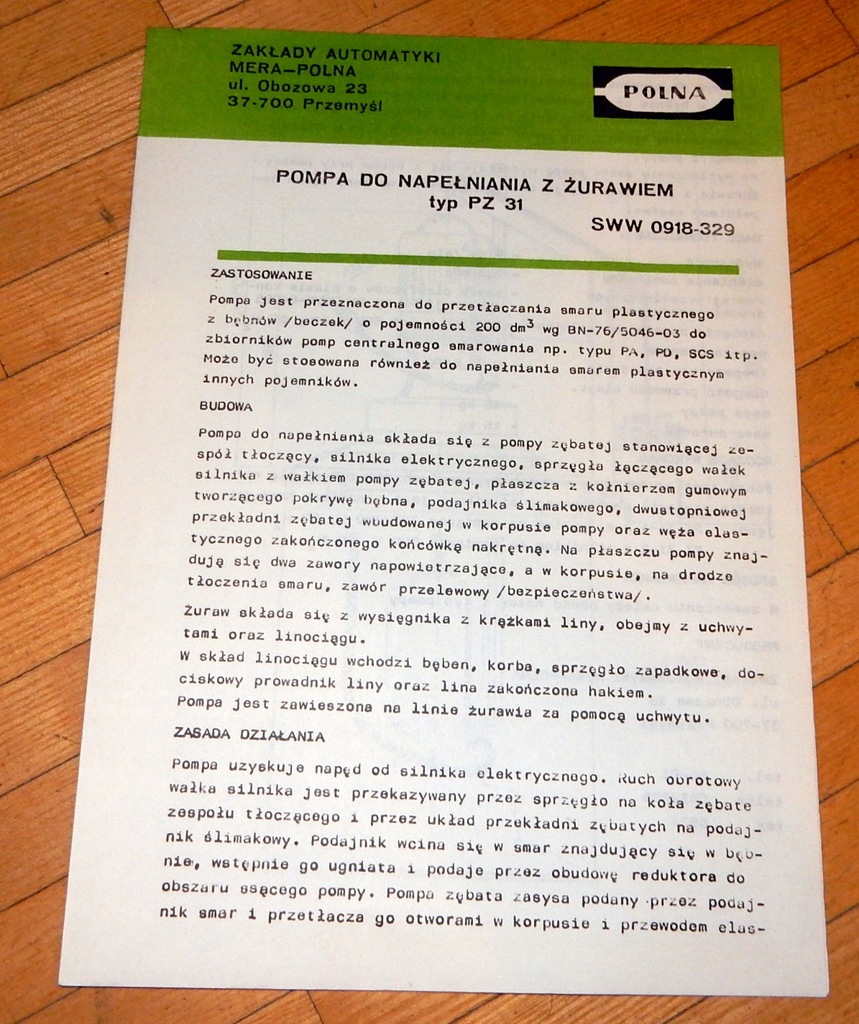 ZAKŁADY AUTOMATYKI
MERA—POLNA
ul. Obozowa 23
37-700 Przemyśl
POLNA
POMPA DO NAPEŁNIANIA Z ŻURAWIEM
typ PZ 31
SWW 0918-329
ZASTOSOWANIE
Pompa jest przeznaczona do przetłaczania smaru plastycznego
z bębnów /beczek/ o pojemności 200 dm³ wg BN-76/5046-03 do
zbiorników pomp centralnego smarowania np. typu PA, PD, SCS itp.
Może być stosowana również do napełniania smarem plastycznym
innych pojemników.
BUDOWA
Pompa do napełniania składa się z pompy zębatej stanowiącej ze-
spół tłoczący, silnika elektrycznego, sprzęgła łączącego wałek
silnika z wałkiem pompy zębatej, płaszcza z kołnierzem gumowym
tworzącego pokrywę bębna, podajnika ślimakowego, dwustopniowej
przekładni zębatej wbudowanej w korpusie pompy oraz węża elas-
tycznego zakończonego końcówką nakrętną. Na płaszczu pompy znaj-
dują się dwa zawory napowietrzające, a w korpusie, na drodze
tłoczenia smaru, zawór przelewowy /bezpieczeństwa/.
Żuraw składa się z wysięgnika z krążkami liny, obejmy z uchwy-
tami oraz linociągu.
W skład linociągu wchodzi bęben, korba, sprzęgło zapadkowe, do-
ciskowy prowadnik liny oraz lina zakończona hakiem.
Pompa jest zawieszona na linie żurawia za pomocą uchwytu.
ZASADA DZIAŁANIA
Pompa uzyskuje napęd od silnika elektrycznego. Ruch obrotowy
wałka silnika jest przekazywany przez sprzęgło na koła zębate
zespołu tłoczącego i przez układ przekładni zębatych na podaj-
nik ślimakowy. Podajnik wcina się w smar znajdujący się w bęb-
nie, wstępnie go ugniata i podaje przez obudowę reduktora do
obszaru ssącego pompy. Pompa zębata zasysa podany przez podaj-
nik smar i przetłacza go otworami w korpusie i przewodem elas-